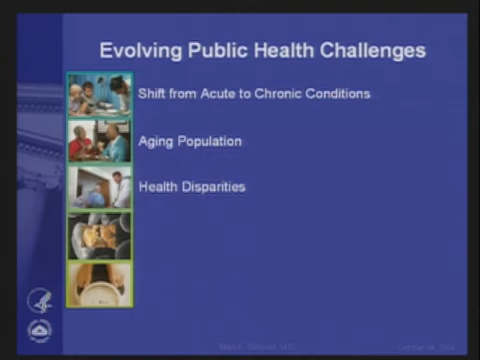 Evolving Public Health Challenges
Shift from Acute to Chronic Conditions
Aging Population
Health Disparities